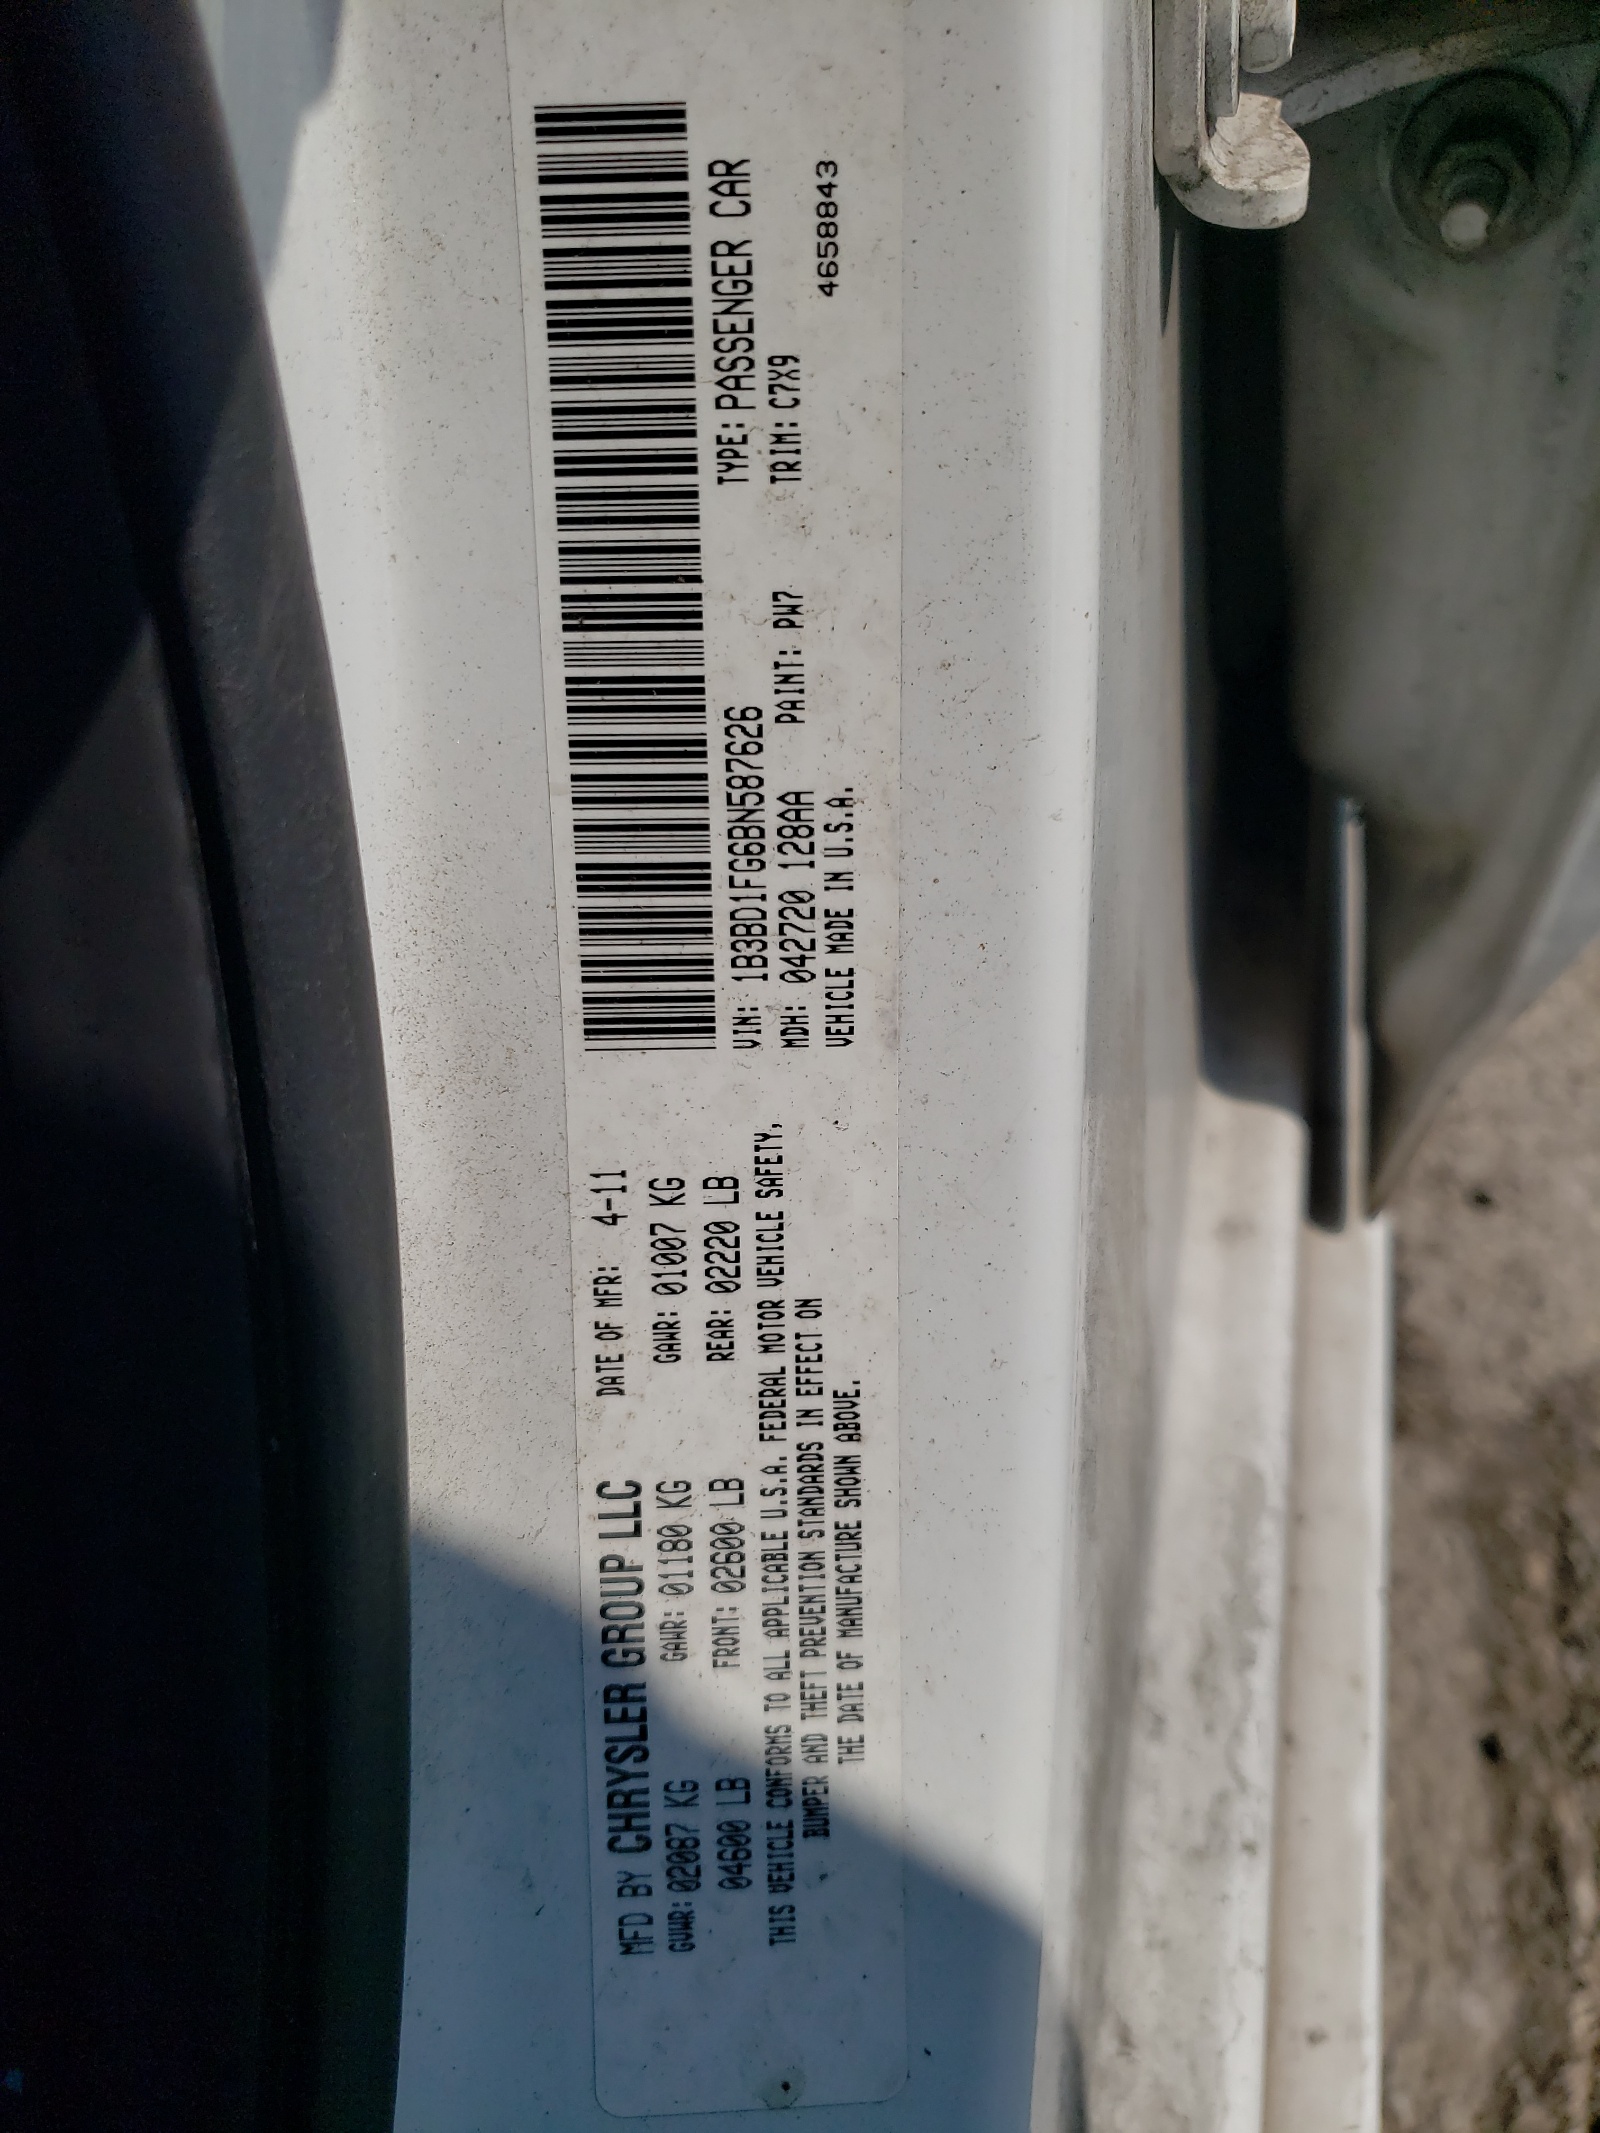 MFD BY CHRYSLER GROUP LLC DATE OF MFR: 4-11
GVWR: 02087 KG GAWR: 01180 KG GAWR: 01007 KG
04600 LB FRONT: 02600 LB REAR: 02220 LB
THIS VEHICLE CONFORMS TO ALL APPLICABLE U.S.A. FEDERAL MOTOR VEHICLE SAFETY,
BUMPER AND THEFT PREVENTION STANDARDS IN EFFECT ON
THE DATE OF MANUFACTURE SHOWN ABOVE.
VIN: 1B3BD1FG6BN587626 TYPE: PASSENGER CAR
MDH: 042720 128AA PAINT: PW7 TRIM: C7X9
VEHICLE MADE IN U.S.A. 4658843